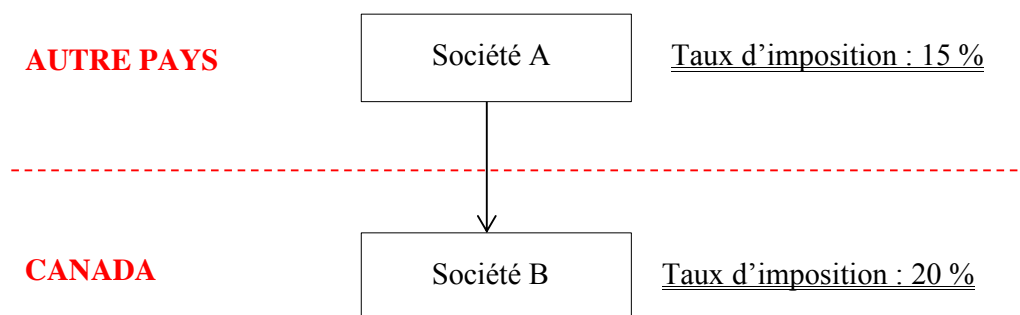 AUTRE PAYS
Société A
Taux d’imposition : 15 %
CANADA
Société B
Taux d’imposition : 20 %